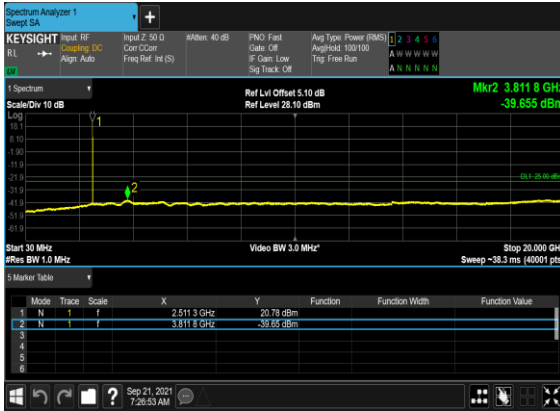 Spectrum Analyzer 1
Swept SA
+
KEYSIGHT
RL
Input: RF
Coupling: DC
Align: Auto
Input Z: 50 Ω
Corr CCorr
Freq Ref: Int (S)
#Atten: 40 dB
PNO: Fast
Gate: Off
IF Gain: Low
Sig Track: Off
Avg Type: Power (RMS)
Avg|Hold: 100/100
Trig: Free Run
1 2 3 4 5 6
A W W W W W
A N N N N N
1 Spectrum
Scale/Div 10 dB
Ref Lvl Offset 5.10 dB
Ref Level 28.10 dBm
Mkr2 3.811 8 GHz
-39.655 dBm
Log
18.1
8.10
-1.90
-11.9
-21.9
-31.9
-41.9
-51.9
-61.9
1
2
DL1 -25.00 dBm
Start 30 MHz
#Res BW 1.0 MHz
Video BW 3.0 MHz*
Stop 20.000 GHz
Sweep ~38.3 ms (40001 pts)
5 Marker Table
Mode Trace Scale X Y Function Function Width Function Value
1 N 1 f 2.511 3 GHz 20.78 dBm
2 N 1 f 3.811 8 GHz -39.65 dBm
3
4
5
6
?
Sep 21, 2021
7:26:53 AM